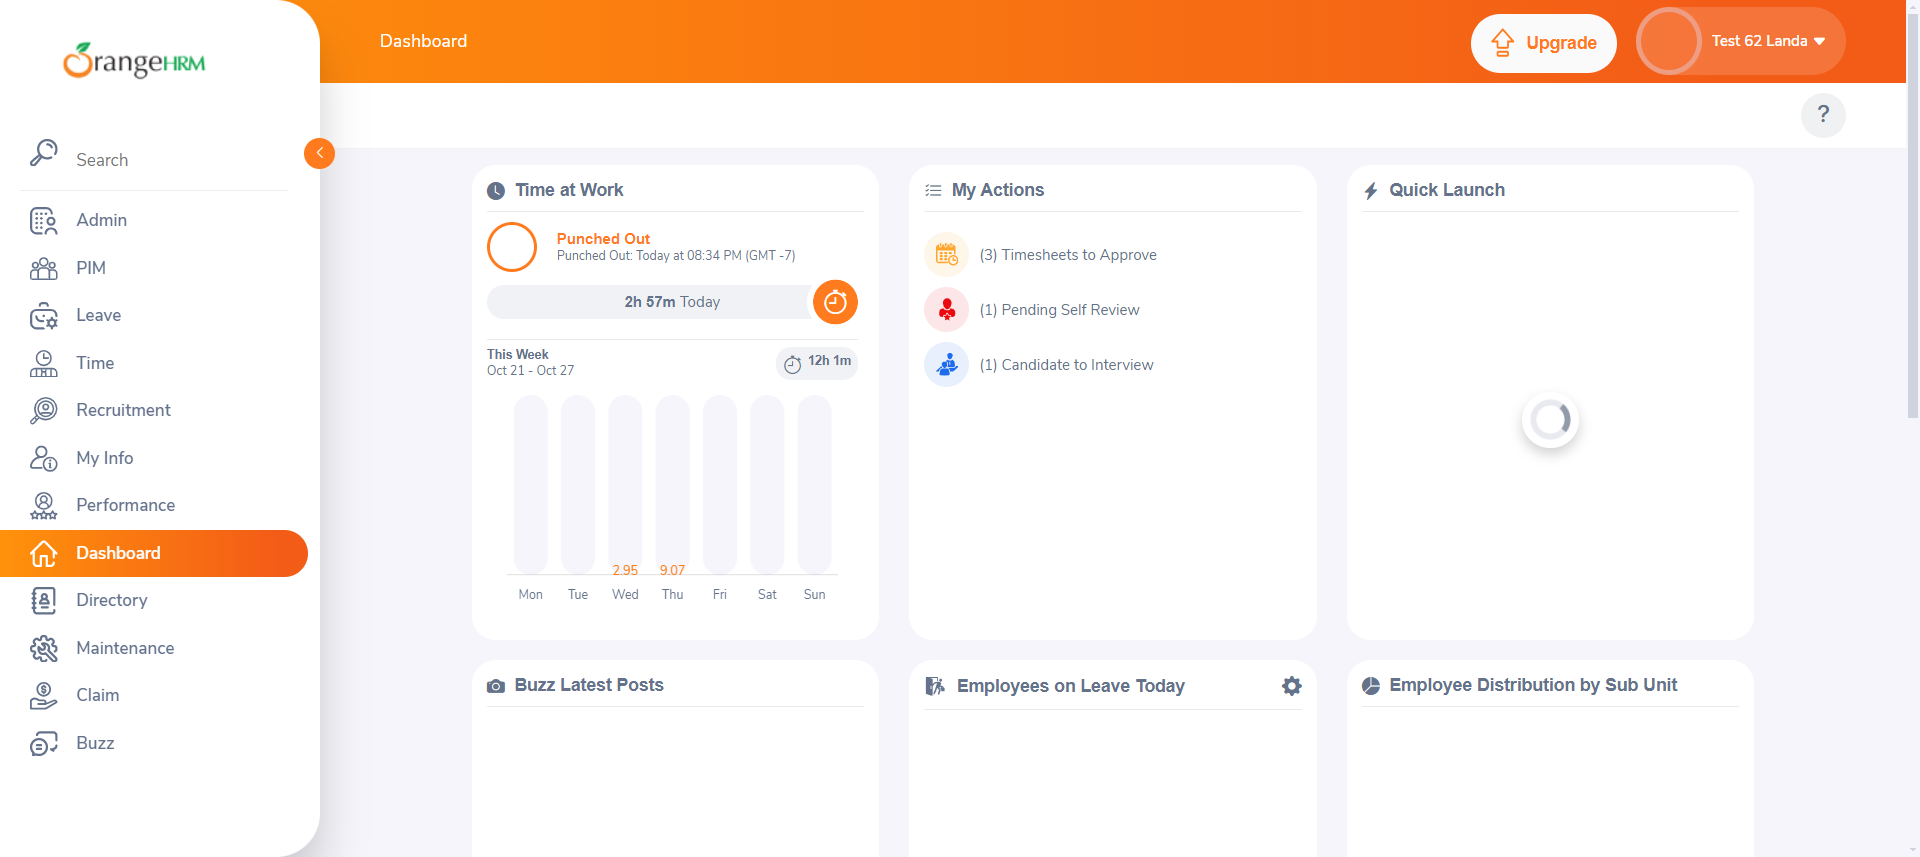 OrangeHRM
Dashboard
Upgrade
Test 62 Landa
?
Search
Admin
PIM
Leave
Time
Recruitment
My Info
Performance
Dashboard
Directory
Maintenance
Claim
Buzz
Time at Work
Punched Out
Punched Out: Today at 08:34 PM (GMT -7)
2h 57m Today
This Week
Oct 21 - Oct 27
12h 1m
2.95 9.07
Mon Tue Wed Thu Fri Sat Sun
My Actions
(3) Timesheets to Approve
(1) Pending Self Review
(1) Candidate to Interview
Quick Launch
Buzz Latest Posts
Employees on Leave Today
Employee Distribution by Sub Unit